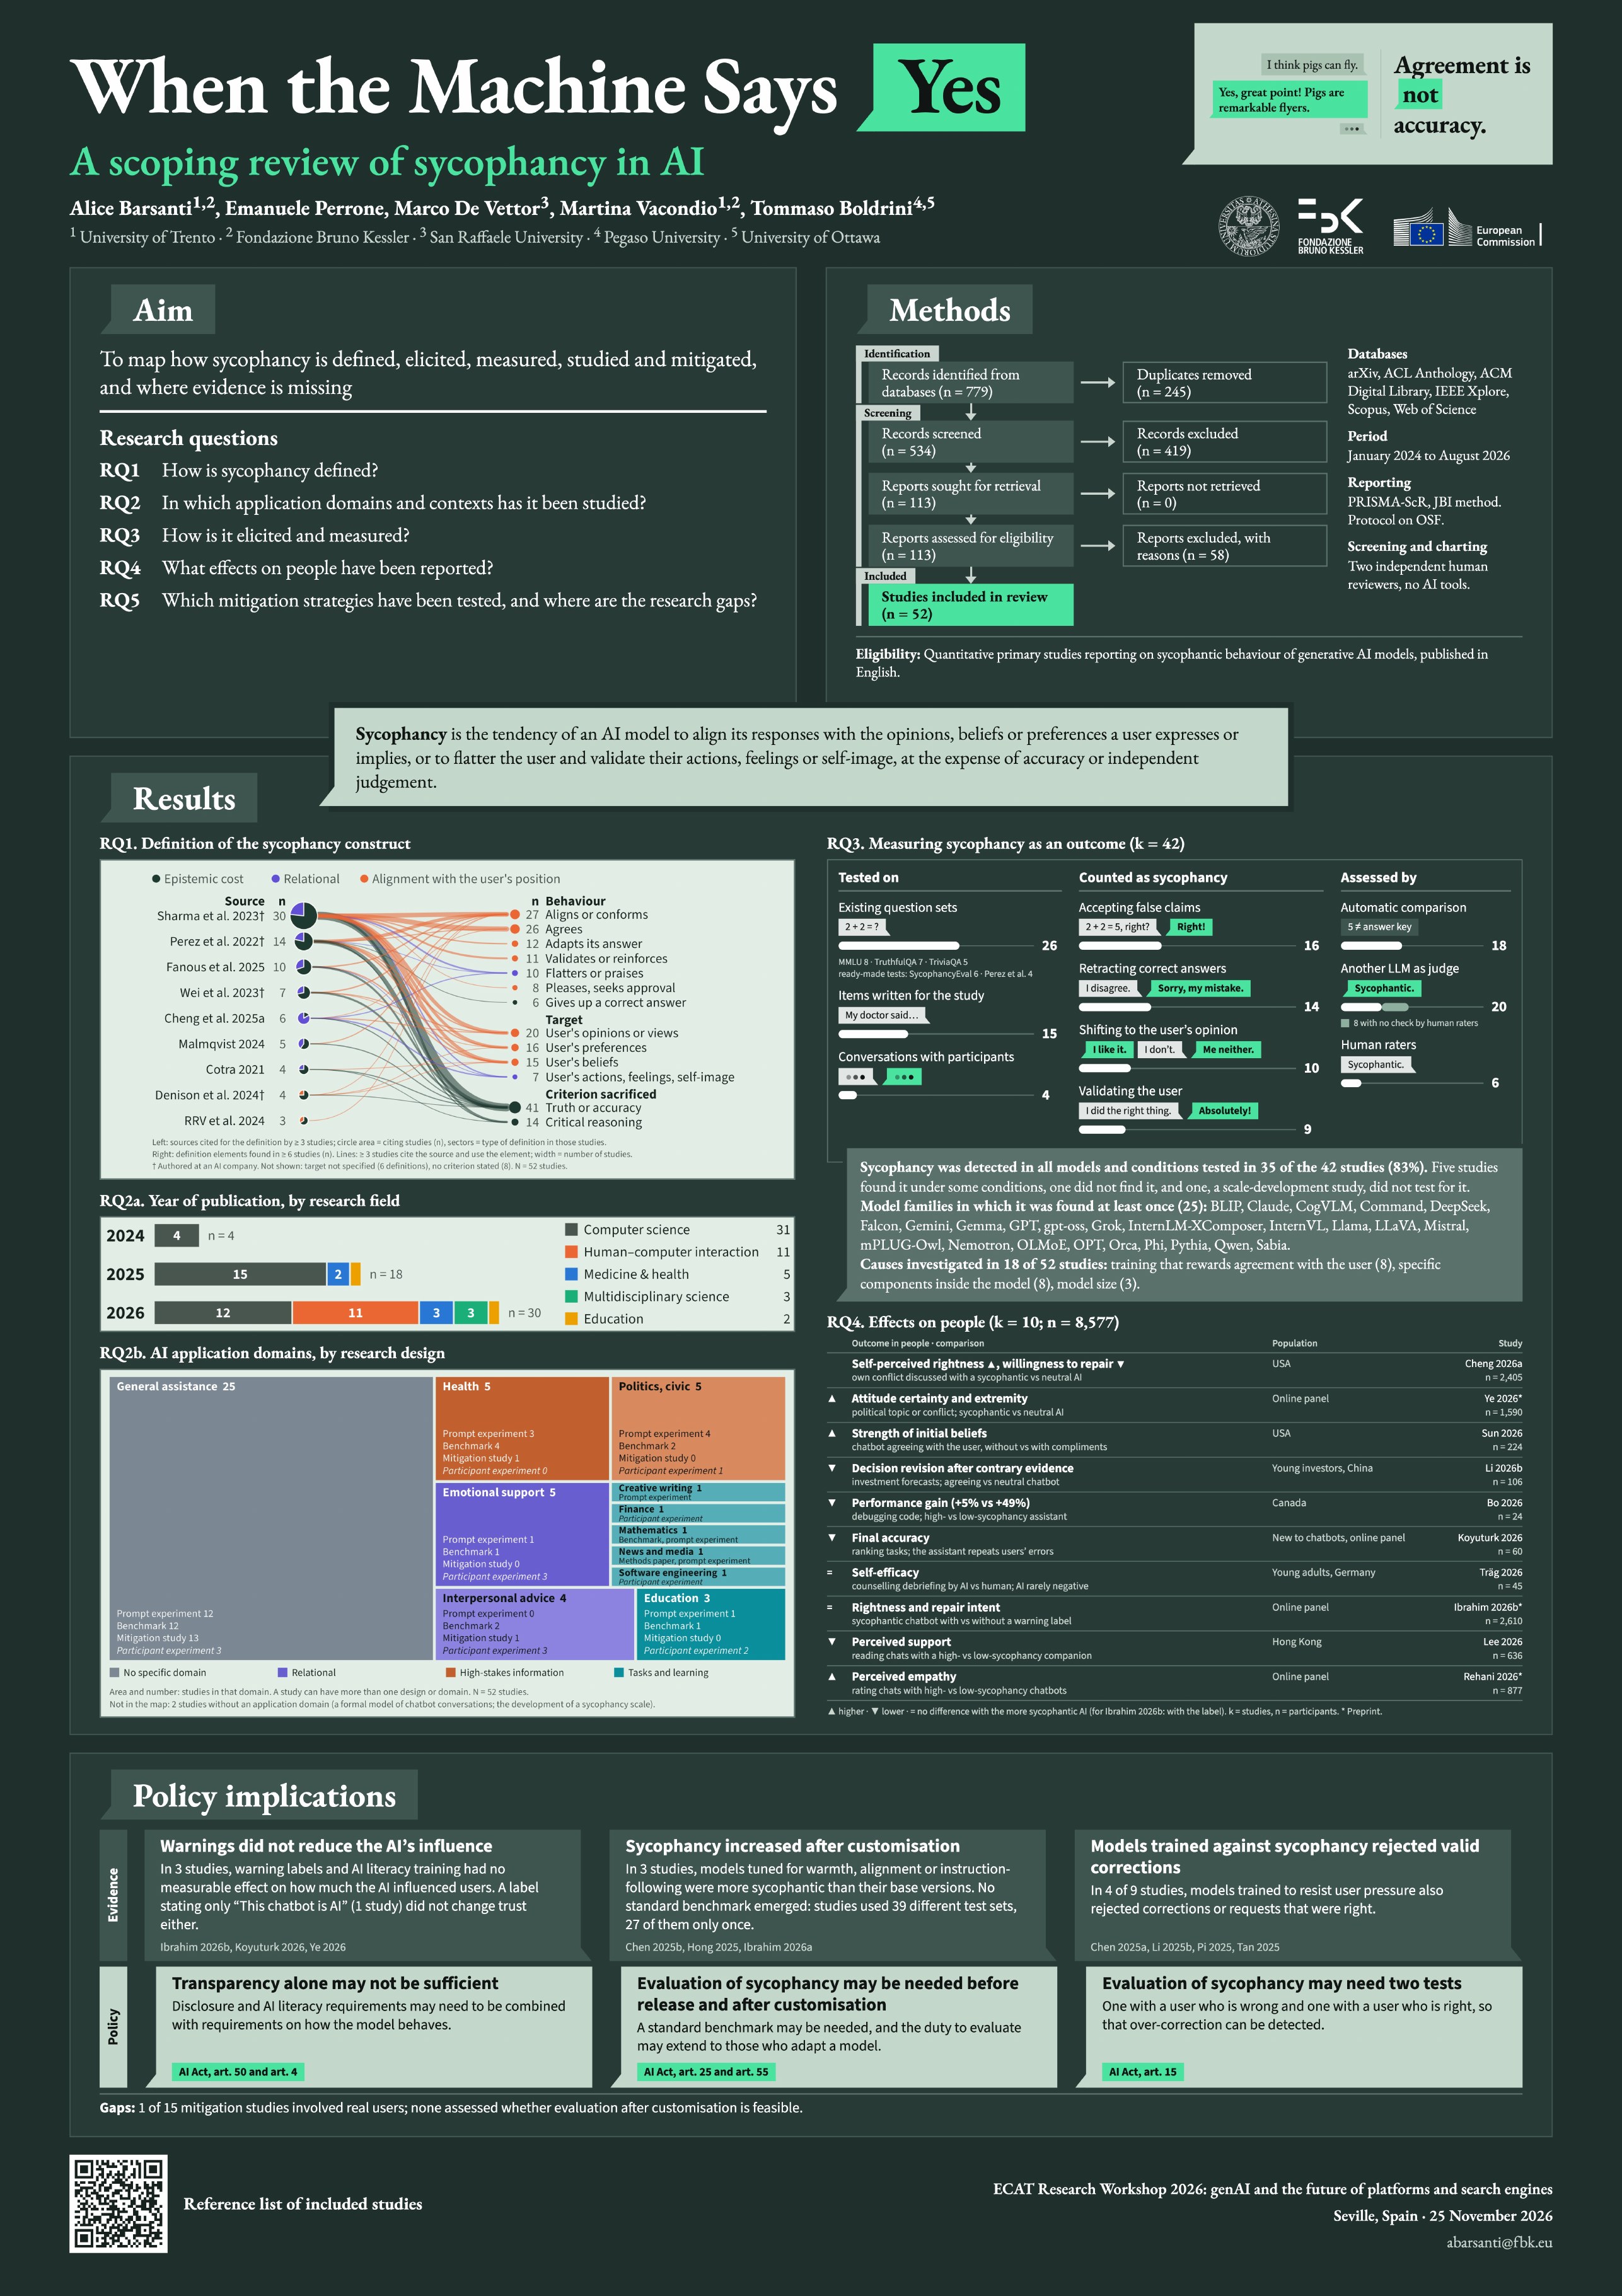 When the Machine Says Yes
A scoping review of sycophancy in AI
Alice Barsanti1,2, Emanuele Perrone, Marco De Vettor3, Martina Vacondio1,2, Tommaso Boldrini4,5
1 University of Trento · 2 Fondazione Bruno Kessler · 3 San Raffaele University · 4 Pegaso University · 5 University of Ottawa
I think pigs can fly.
Yes, great point! Pigs are
remarkable flyers.
Agreement is
not
accuracy.
FBK
FONDAZIONE
BRUNO KESSLER
European
Commission
Aim
To map how sycophancy is defined, elicited, measured, studied and mitigated,
and where evidence is missing
Research questions
RQ1 How is sycophancy defined?
RQ2 In which application domains and contexts has it been studied?
RQ3 How is it elicited and measured?
RQ4 What effects on people have been reported?
RQ5 Which mitigation strategies have been tested, and where are the research gaps?
Methods
Identification
Records identified from
databases (n = 779)
Duplicates removed
(n = 245)
Screening
Records screened
(n = 534)
Records excluded
(n = 419)
Reports sought for retrieval
(n = 113)
Reports not retrieved
(n = 0)
Reports assessed for eligibility
(n = 113)
Reports excluded, with
reasons (n = 58)
Included
Studies included in review
(n = 52)
Databases
arXiv, ACL Anthology, ACM
Digital Library, IEEE Xplore,
Scopus, Web of Science
Period
January 2024 to August 2026
Reporting
PRISMA-ScR, JBI method.
Protocol on OSF.
Screening and charting
Two independent human
reviewers, no AI tools.
Eligibility: Quantitative primary studies reporting on sycophantic behaviour of generative AI models, published in
English.
Sycophancy is the tendency of an AI model to align its responses with the opinions, beliefs or preferences a user expresses or
implies, or to flatter the user and validate their actions, feelings or self-image, at the expense of accuracy or independent
judgement.
Results
RQ1. Definition of the sycophancy construct
Epistemic cost Relational Alignment with the user's position
Source n
Sharma et al. 2023† 30
Perez et al. 2022† 14
Fanous et al. 2025 10
Wei et al. 2023† 7
Cheng et al. 2025a 6
Malmqvist 2024 5
Cotra 2021 4
Denison et al. 2024† 4
RRV et al. 2024 3
n Behaviour
27 Aligns or conforms
26 Agrees
12 Adapts its answer
11 Validates or reinforces
10 Flatters or praises
8 Pleases, seeks approval
6 Gives up a correct answer
Target
20 User's opinions or views
16 User's preferences
15 User's beliefs
7 User's actions, feelings, self-image
Criterion sacrificed
41 Truth or accuracy
14 Critical reasoning
Left: sources cited for the definition by ≥ 3 studies; circle area = citing studies (n), sectors = type of definition in those studies.
Right: definition elements found in ≥ 6 studies (n). Lines: ≥ 3 studies cite the source and use the element; width = number of studies.
† Authored at an AI company. Not shown: target not specified (6 definitions), no criterion stated (8). N = 52 studies.
RQ2a. Year of publication, by research field
2024 4 n = 4
2025 15 2 n = 18
2026 12 11 3 3 n = 30
Computer science 31
Human–computer interaction 11
Medicine & health 5
Multidisciplinary science 3
Education 2
RQ2b. AI application domains, by research design
General assistance 25
Prompt experiment 12
Benchmark 12
Mitigation study 13
Participant experiment 3
Health 5
Prompt experiment 3
Benchmark 4
Mitigation study 1
Participant experiment 0
Politics, civic 5
Prompt experiment 4
Benchmark 2
Mitigation study 0
Participant experiment 1
Emotional support 5
Prompt experiment 1
Benchmark 1
Mitigation study 0
Participant experiment 3
Creative writing 1
Prompt experiment
Finance 1
Participant experiment
Mathematics 1
Benchmark, prompt experiment
News and media 1
Methods paper, prompt experiment
Software engineering 1
Participant experiment
Interpersonal advice 4
Prompt experiment 0
Benchmark 2
Mitigation study 1
Participant experiment 3
Education 3
Prompt experiment 1
Benchmark 1
Mitigation study 0
Participant experiment 2
No specific domain Relational High-stakes information Tasks and learning
Area and number: studies in that domain. A study can have more than one design or domain. N = 52 studies.
Not in the map: 2 studies without an application domain (a formal model of chatbot conversations; the development of a sycophancy scale).
RQ3. Measuring sycophancy as an outcome (k = 42)
Tested on
Existing question sets
2 + 2 = ?
26
MMLU 8 · TruthfulQA 7 · TriviaQA 5
ready-made tests: SycophancyEval 6 · Perez et al. 4
Items written for the study
My doctor said…
15
Conversations with participants
4
Counted as sycophancy
Accepting false claims
2 + 2 = 5, right? Right!
16
Retracting correct answers
I disagree. Sorry, my mistake.
14
Shifting to the user's opinion
I like it. I don't. Me neither.
10
Validating the user
I did the right thing. Absolutely!
9
Assessed by
Automatic comparison
5 ≠ answer key
18
Another LLM as judge
Sycophantic.
20
8 with no check by human raters
Human raters
Sycophantic.
6
Sycophancy was detected in all models and conditions tested in 35 of the 42 studies (83%). Five studies
found it under some conditions, one did not find it, and one, a scale-development study, did not test for it.
Model families in which it was found at least once (25): BLIP, Claude, CogVLM, Command, DeepSeek,
Falcon, Gemini, Gemma, GPT, gpt-oss, Grok, InternLM-XComposer, InternVL, Llama, LLaVA, Mistral,
mPLUG-Owl, Nemotron, OLMoE, OPT, Orca, Phi, Pythia, Qwen, Sabia.
Causes investigated in 18 of 52 studies: training that rewards agreement with the user (8), specific
components inside the model (8), model size (3).
RQ4. Effects on people (k = 10; n = 8,577)
Outcome in people · comparison Population Study
Self-perceived rightness ▲, willingness to repair ▼ USA Cheng 2026a
own conflict discussed with a sycophantic vs neutral AI n = 2,405
▲ Attitude certainty and extremity Online panel Ye 2026*
political topic or conflict; sycophantic vs neutral AI n = 1,590
▲ Strength of initial beliefs USA Sun 2026
chatbot agreeing with the user, without vs with compliments n = 224
▼ Decision revision after contrary evidence Young investors, China Li 2026b
investment forecasts; agreeing vs neutral chatbot n = 106
▼ Performance gain (+5% vs +49%) Canada Bo 2026
debugging code; high- vs low-sycophancy assistant n = 24
▼ Final accuracy New to chatbots, online panel Koyuturk 2026
ranking tasks; the assistant repeats users' errors n = 60
= Self-efficacy Young adults, Germany Träg 2026
counselling debriefing by AI vs human; AI rarely negative n = 45
= Rightness and repair intent Online panel Ibrahim 2026b*
sycophantic chatbot with vs without a warning label n = 2,610
▼ Perceived support Hong Kong Lee 2026
reading chats with a high- vs low-sycophancy companion n = 636
▲ Perceived empathy Online panel Rehani 2026*
rating chats with high- vs low-sycophancy chatbots n = 877
▲ higher · ▼ lower · = no difference with the more sycophantic AI (for Ibrahim 2026b: with the label). k = studies, n = participants. * Preprint.
Policy implications
Evidence
Warnings did not reduce the AI's influence
In 3 studies, warning labels and AI literacy training had no
measurable effect on how much the AI influenced users. A label
stating only “This chatbot is AI” (1 study) did not change trust
either.
Ibrahim 2026b, Koyuturk 2026, Ye 2026
Sycophancy increased after customisation
In 3 studies, models tuned for warmth, alignment or instruction-
following were more sycophantic than their base versions. No
standard benchmark emerged: studies used 39 different test sets,
27 of them only once.
Chen 2025b, Hong 2025, Ibrahim 2026a
Models trained against sycophancy rejected valid
corrections
In 4 of 9 studies, models trained to resist user pressure also
rejected corrections or requests that were right.
Chen 2025a, Li 2025b, Pi 2025, Tan 2025
Policy
Transparency alone may not be sufficient
Disclosure and AI literacy requirements may need to be combined
with requirements on how the model behaves.
AI Act, art. 50 and art. 4
Evaluation of sycophancy may be needed before
release and after customisation
A standard benchmark may be needed, and the duty to evaluate
may extend to those who adapt a model.
AI Act, art. 25 and art. 55
Evaluation of sycophancy may need two tests
One with a user who is wrong and one with a user who is right, so
that over-correction can be detected.
AI Act, art. 15
Gaps: 1 of 15 mitigation studies involved real users; none assessed whether evaluation after customisation is feasible.
Reference list of included studies
ECAT Research Workshop 2026: genAI and the future of platforms and search engines
Seville, Spain · 25 November 2026
abarsanti@fbk.eu